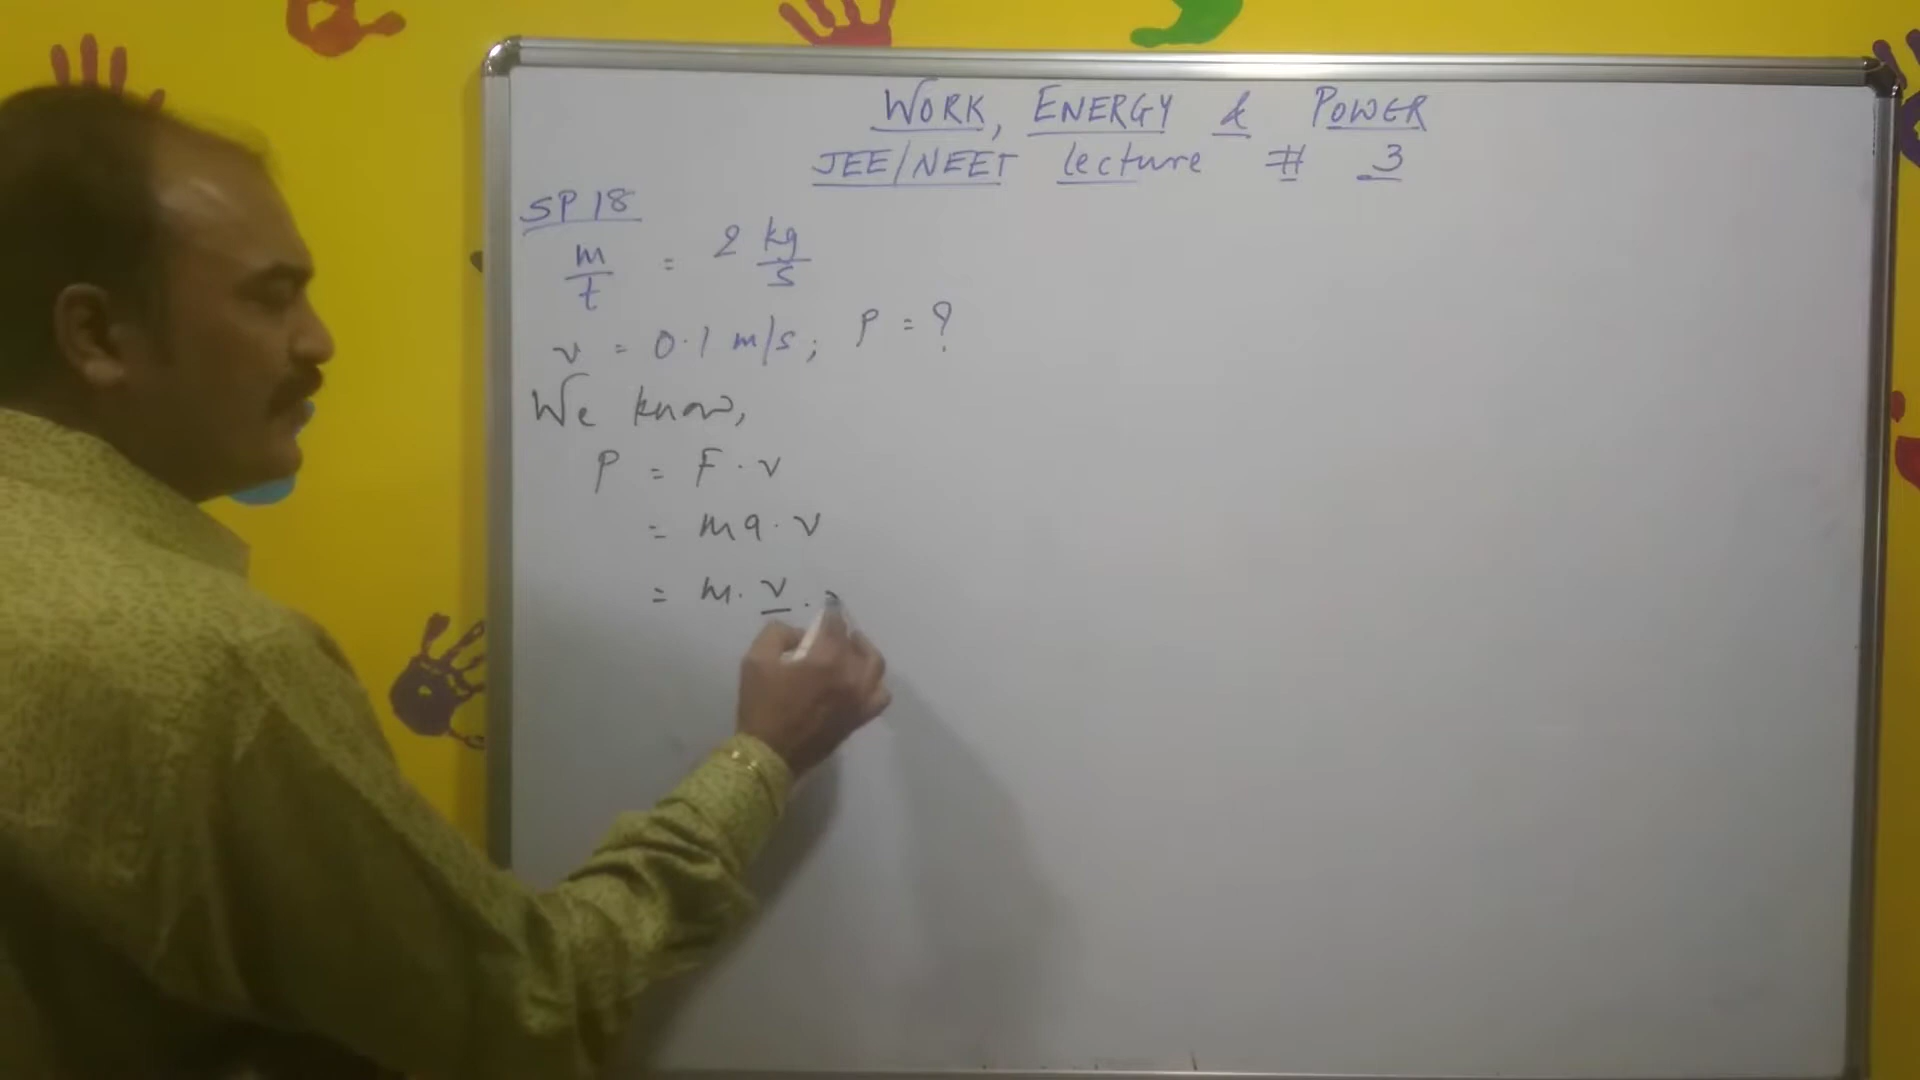 WORK, ENERGY & POWER
JEE/NEET lecture # 3
SP 18
m/t = 2 kg/s
v = 0.1 m/s; P = ?
We know,
P = F · v
= ma · v
= m · v ·